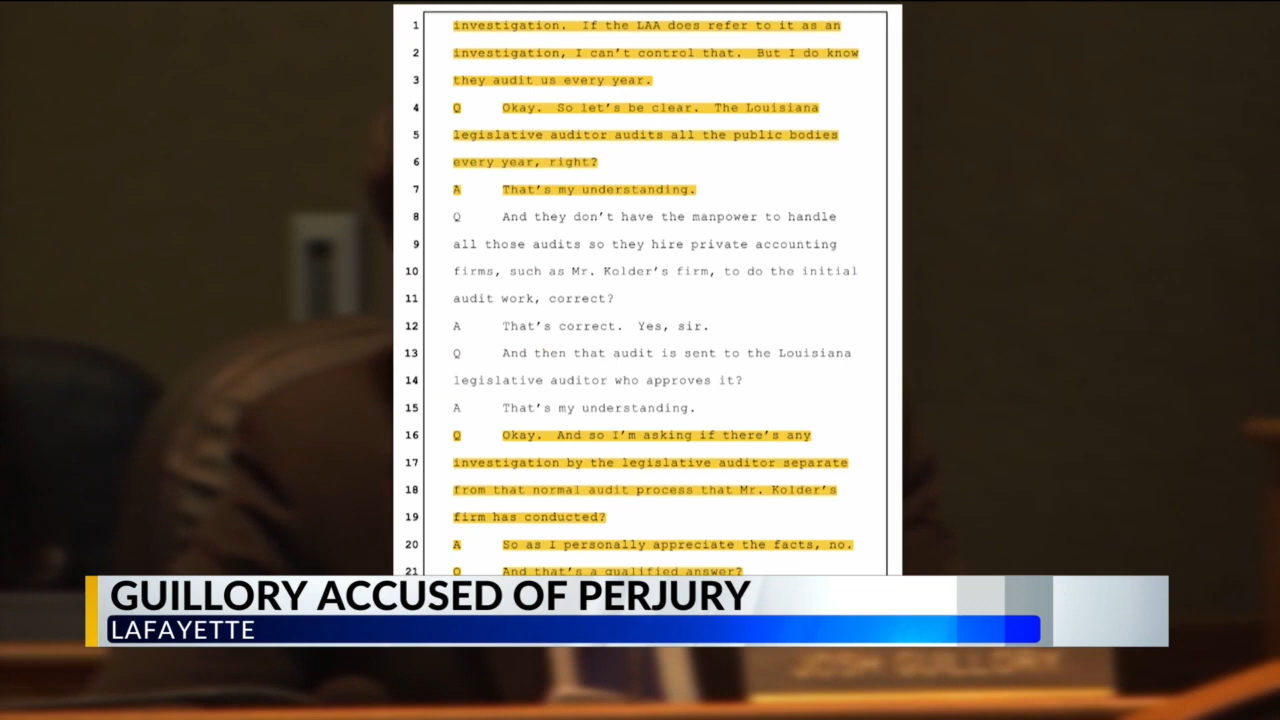 1 investigation. If the LAA does refer to it as an
2 investigation, I can't control that. But I do know
3 they audit us every year.
4 Q Okay. So let's be clear. The Louisiana
5 legislative auditor audits all the public bodies
6 every year, right?
7 A That's my understanding.
8 Q And they don't have the manpower to handle
9 all those audits so they hire private accounting
10 firms, such as Mr. Kolder's firm, to do the initial
11 audit work, correct?
12 A That's correct. Yes, sir.
13 Q And then that audit is sent to the Louisiana
14 legislative auditor who approves it?
15 A That's my understanding.
16 Q Okay. And so I'm asking if there's any
17 investigation by the legislative auditor separate
18 from that normal audit process that Mr. Kolder's
19 firm has conducted?
20 A So as I personally appreciate the facts, no.
21 Q And that's a qualified answer?
GUILLORY ACCUSED OF PERJURY
LAFAYETTE
JOSH GUILLORY